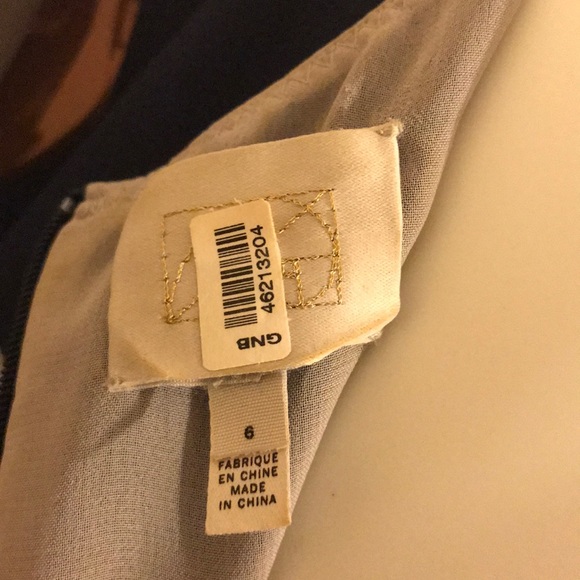 46213204
GNB
6
FABRIQUÉ
EN CHINE
MADE
IN CHINA